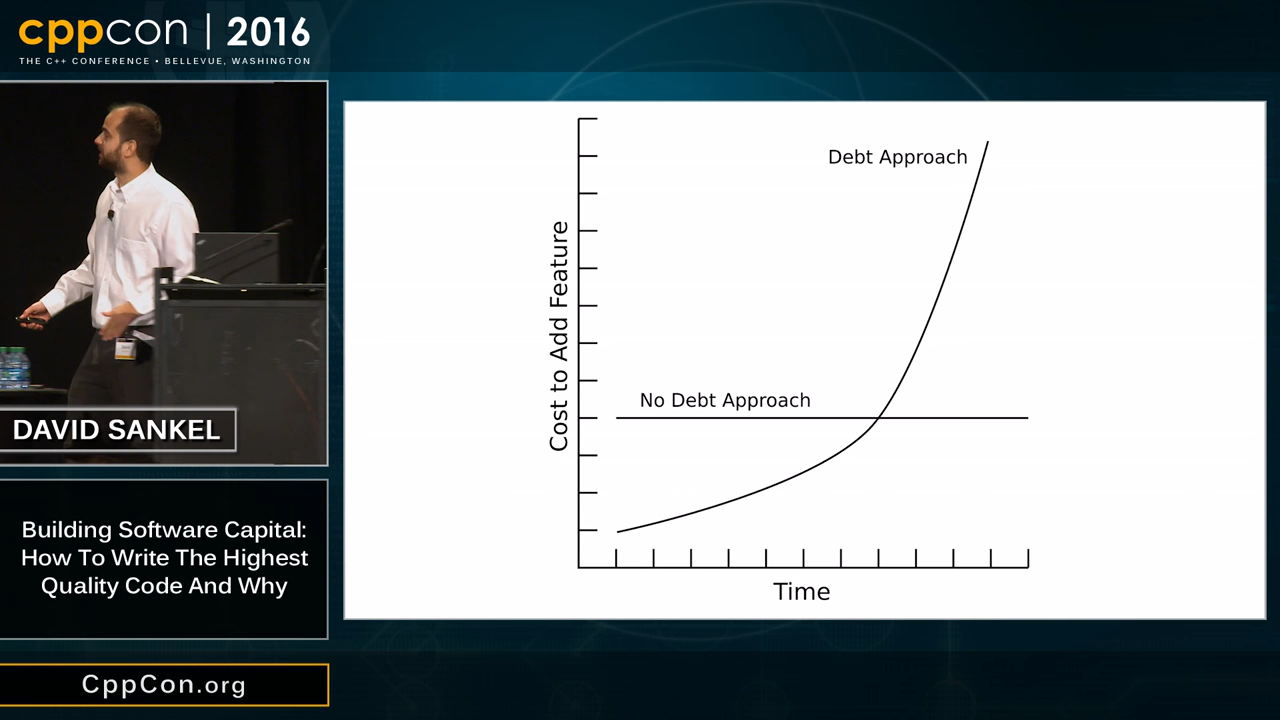 cppcon | 2016
THE C++ CONFERENCE • BELLEVUE, WASHINGTON
DAVID SANKEL
Building Software Capital:
How To Write The Highest
Quality Code And Why
CppCon.org
Debt Approach
No Debt Approach
Cost to Add Feature
Time